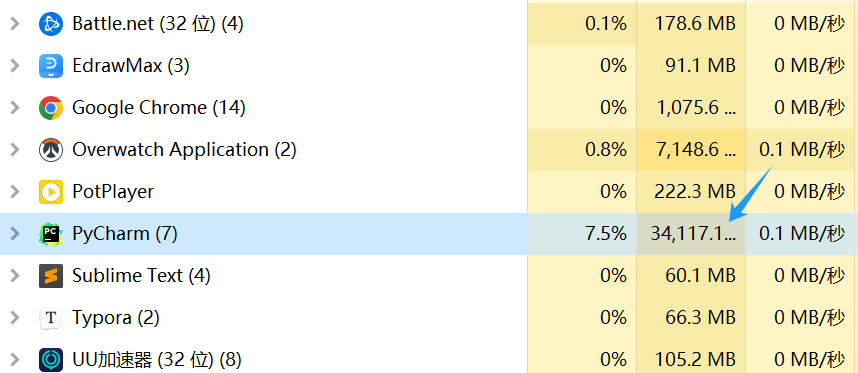 Battle.net (32 位) (4) 0.1% 178.6 MB 0 MB/秒
EdrawMax (3) 0% 91.1 MB 0 MB/秒
Google Chrome (14) 0% 1,075.6 ... 0 MB/秒
Overwatch Application (2) 0.8% 7,148.6 ... 0.1 MB/秒
PotPlayer 0% 222.3 MB 0 MB/秒
PC PyCharm (7) 7.5% 34,117.1... 0.1 MB/秒
Sublime Text (4) 0% 60.1 MB 0 MB/秒
T Typora (2) 0% 66.3 MB 0 MB/秒
UU加速器 (32 位) (8) 0% 105.2 MB 0 MB/秒